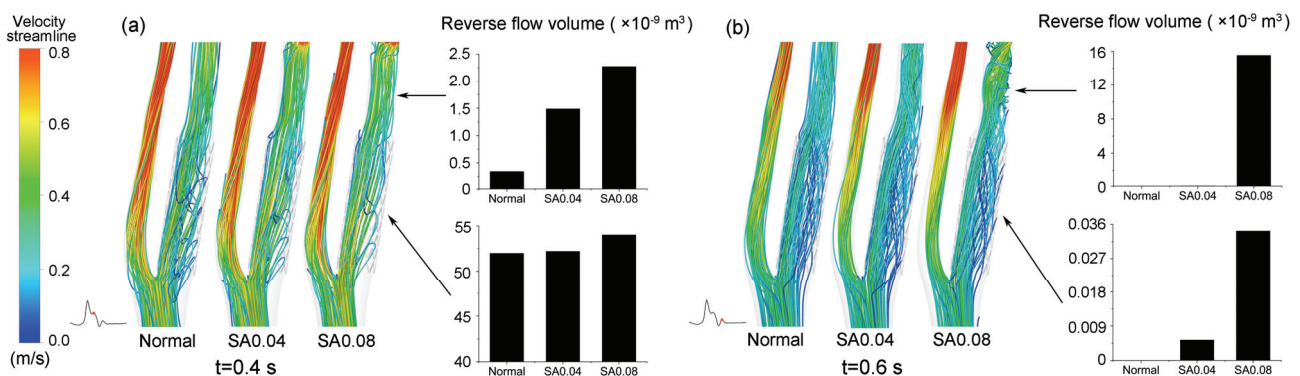 Velocity
streamline
0.8
0.6
0.4
0.2
0.0
(m/s)
(a)
Normal
SA0.04
SA0.08
t=0.4 s
Reverse flow volume ( ×10⁻⁹ m³)
2.5
2.0
1.5
1.0
0.5
0
Normal
SA0.04
SA0.08
55
50
45
40
Normal
SA0.04
SA0.08
(b)
Normal
SA0.04
SA0.08
t=0.6 s
Reverse flow volume ( ×10⁻⁹ m³)
16
12
8
4
0
Normal
SA0.04
SA0.08
0.036
0.027
0.018
0.009
0
Normal
SA0.04
SA0.08